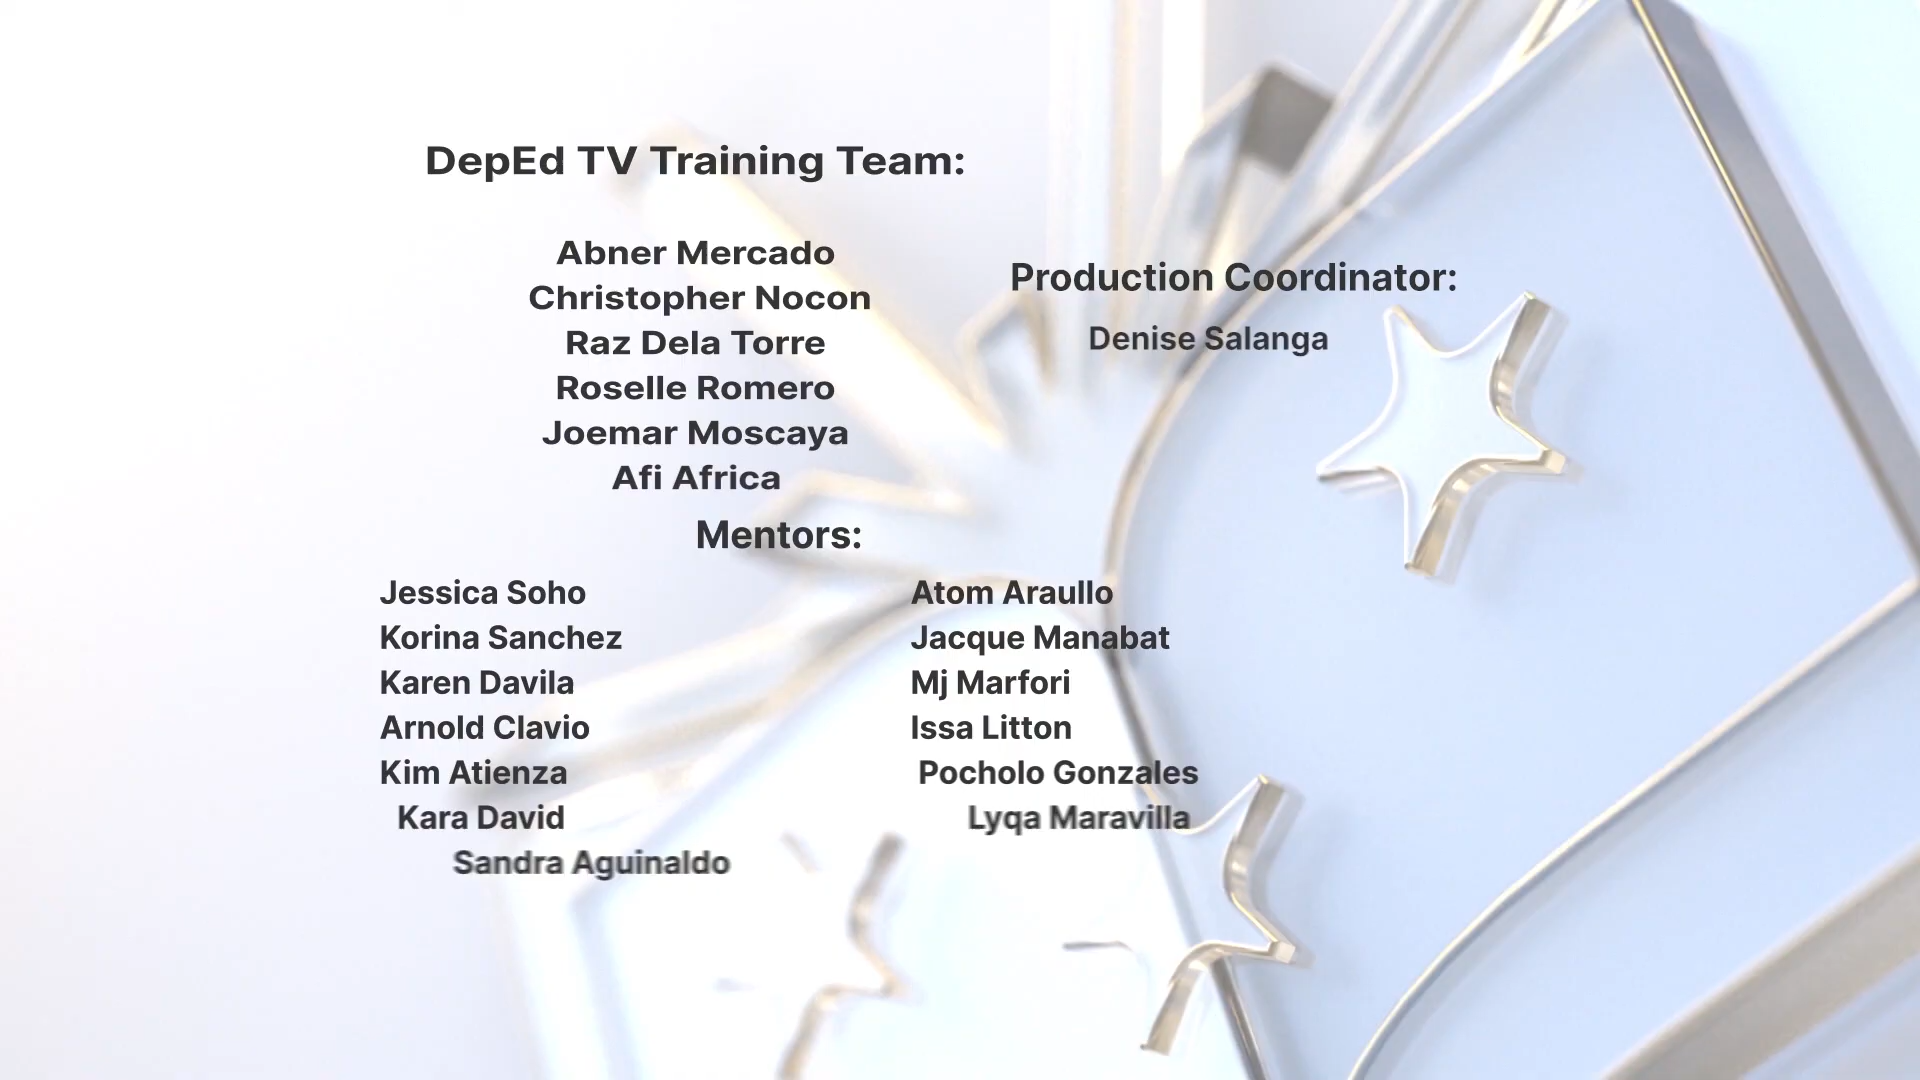 DepEd TV Training Team:
Abner Mercado
Christopher Nocon
Raz Dela Torre
Roselle Romero
Joemar Moscaya
Afi Africa
Production Coordinator:
Denise Salanga
Mentors:
Jessica Soho
Korina Sanchez
Karen Davila
Arnold Clavio
Kim Atienza
Kara David
Sandra Aguinaldo
Atom Araullo
Jacque Manabat
Mj Marfori
Issa Litton
Pocholo Gonzales
Lyqa Maravilla